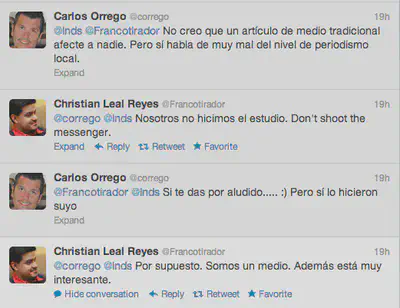 Carlos Orrego @corrego 19h
@lnds @Francotirador No creo que un artículo de medio tradicional
afecte a nadie. Pero sí habla de muy mal del nivel de periodismo
local.
Expand
Christian Leal Reyes @Francotirador 19h
@corrego @lnds Nosotros no hicimos el estudio. Don't shoot the
messenger.
Expand Reply Retweet Favorite
Carlos Orrego @corrego 19h
@Francotirador @lnds Si te das por aludido..... :) Pero sí lo hicieron
suyo
Expand
Christian Leal Reyes @Francotirador 19h
@corrego @lnds Por supuesto. Somos un medio. Además está muy
interesante.
Hide conversation Reply Retweet Favorite